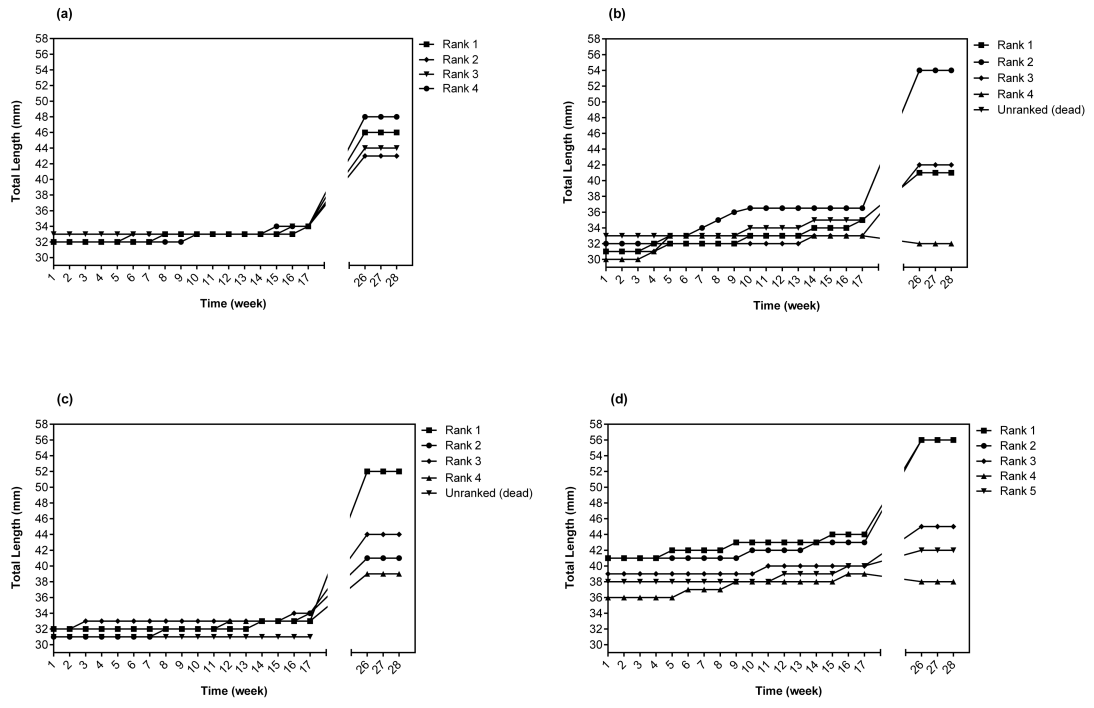 (a)
58
56
54
52
50
48
46
44
42
40
38
36
34
32
30
Total Length (mm)
1 2 3 4 5 6 7 8 9 10 11 12 13 14 15 16 17 26 27 28
Time (week)
Rank 1
Rank 2
Rank 3
Rank 4
(b)
58
56
54
52
50
48
46
44
42
40
38
36
34
32
30
Total Length (mm)
1 2 3 4 5 6 7 8 9 10 11 12 13 14 15 16 17 26 27 28
Time (week)
Rank 1
Rank 2
Rank 3
Rank 4
Unranked (dead)
(c)
58
56
54
52
50
48
46
44
42
40
38
36
34
32
30
Total Length (mm)
1 2 3 4 5 6 7 8 9 10 11 12 13 14 15 16 17 26 27 28
Time (week)
Rank 1
Rank 2
Rank 3
Rank 4
Unranked (dead)
(d)
58
56
54
52
50
48
46
44
42
40
38
36
34
32
30
Total Length (mm)
1 2 3 4 5 6 7 8 9 10 11 12 13 14 15 16 17 26 27 28
Time (week)
Rank 1
Rank 2
Rank 3
Rank 4
Rank 5